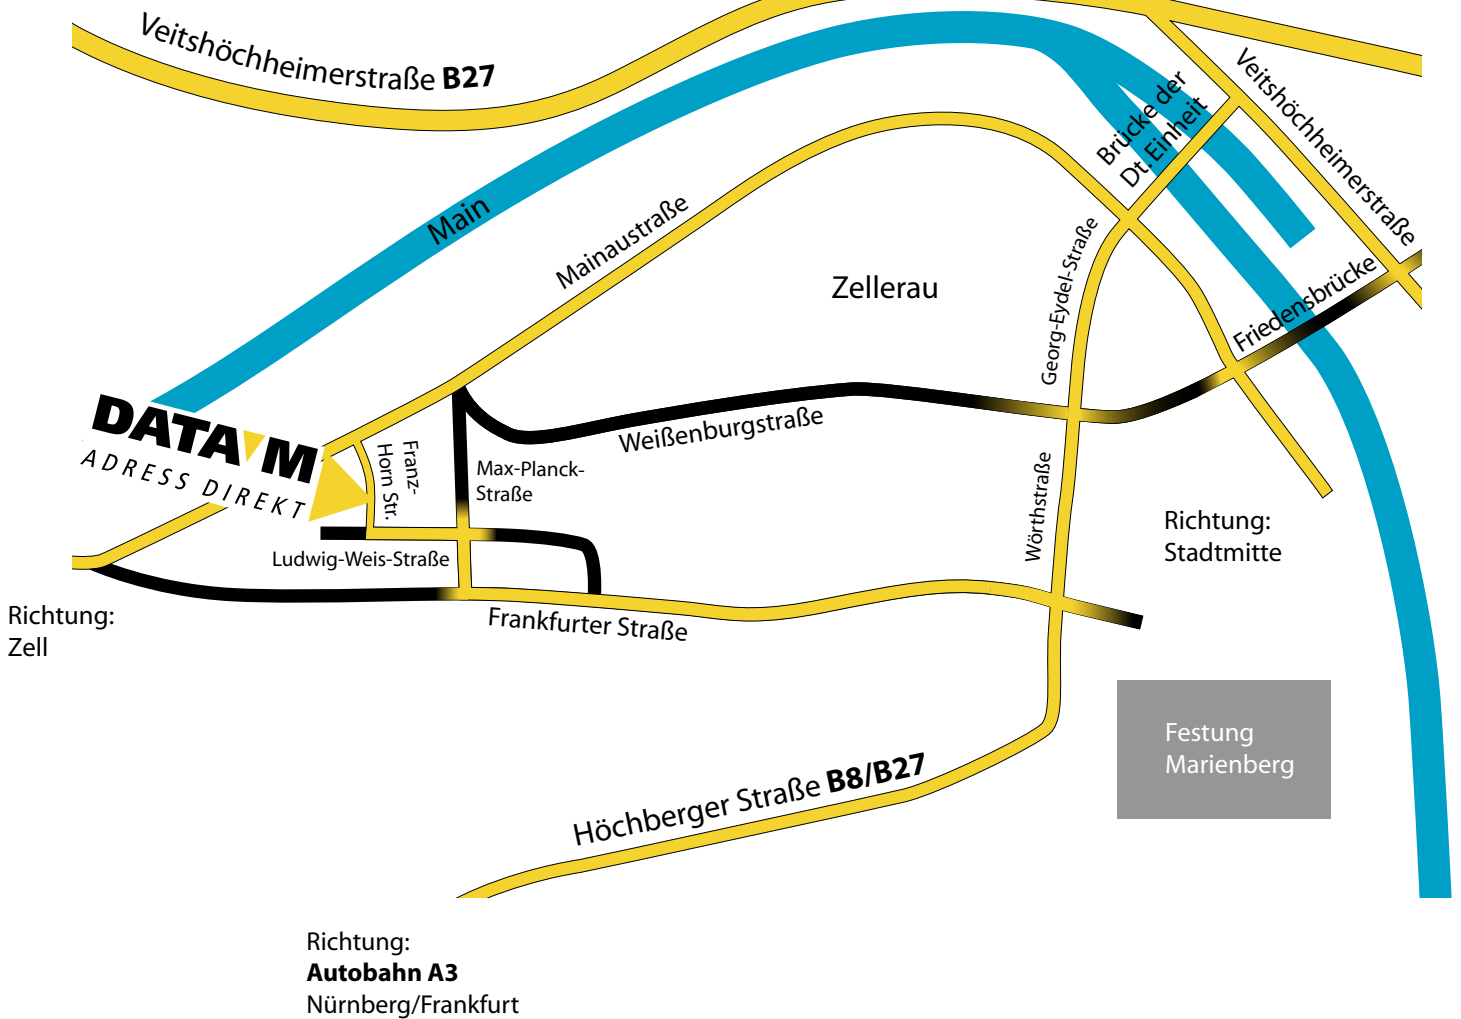 Veitshöchheimerstraße B27
Veitshöchheimerstraße
Brücke der
Dt.Einheit
Main
Mainaustraße
Georg-Eydel-Straße
Zellerau
Friedensbrücke
DATA M
ADRESS DIREKT
Franz-
Horn Str.
Max-Planck-
Straße
Weißenburgstraße
Wörthstraße
Richtung:
Stadtmitte
Ludwig-Weis-Straße
Richtung:
Zell
Frankfurter Straße
Festung
Marienberg
Höchberger Straße B8/B27
Richtung:
Autobahn A3
Nürnberg/Frankfurt